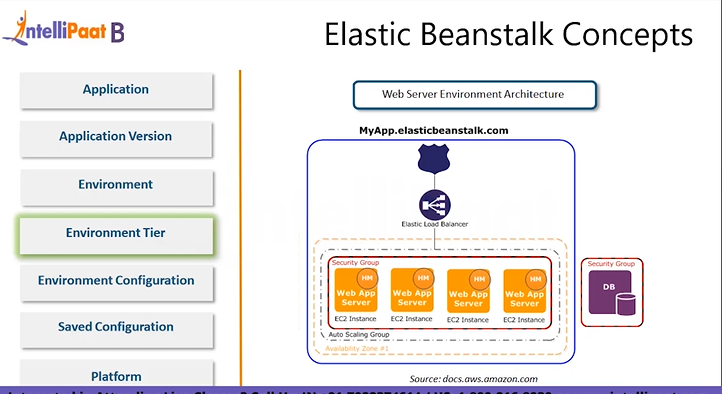 INTELLIPAAT B
Elastic Beanstalk Concepts
Application
Application Version
Environment
Environment Tier
Environment Configuration
Saved Configuration
Platform
Web Server Environment Architecture
MyApp.elasticbeanstalk.com
Elastic Load Balancer
Security Group
HM
HM
HM
HM
Web App
Server
Web App
Server
Web App
Server
Web App
Server
EC2 Instance
EC2 Instance
EC2 Instance
EC2 Instance
Auto Scaling Group
Availability Zone #1
Security Group
DB
Source: docs.aws.amazon.com